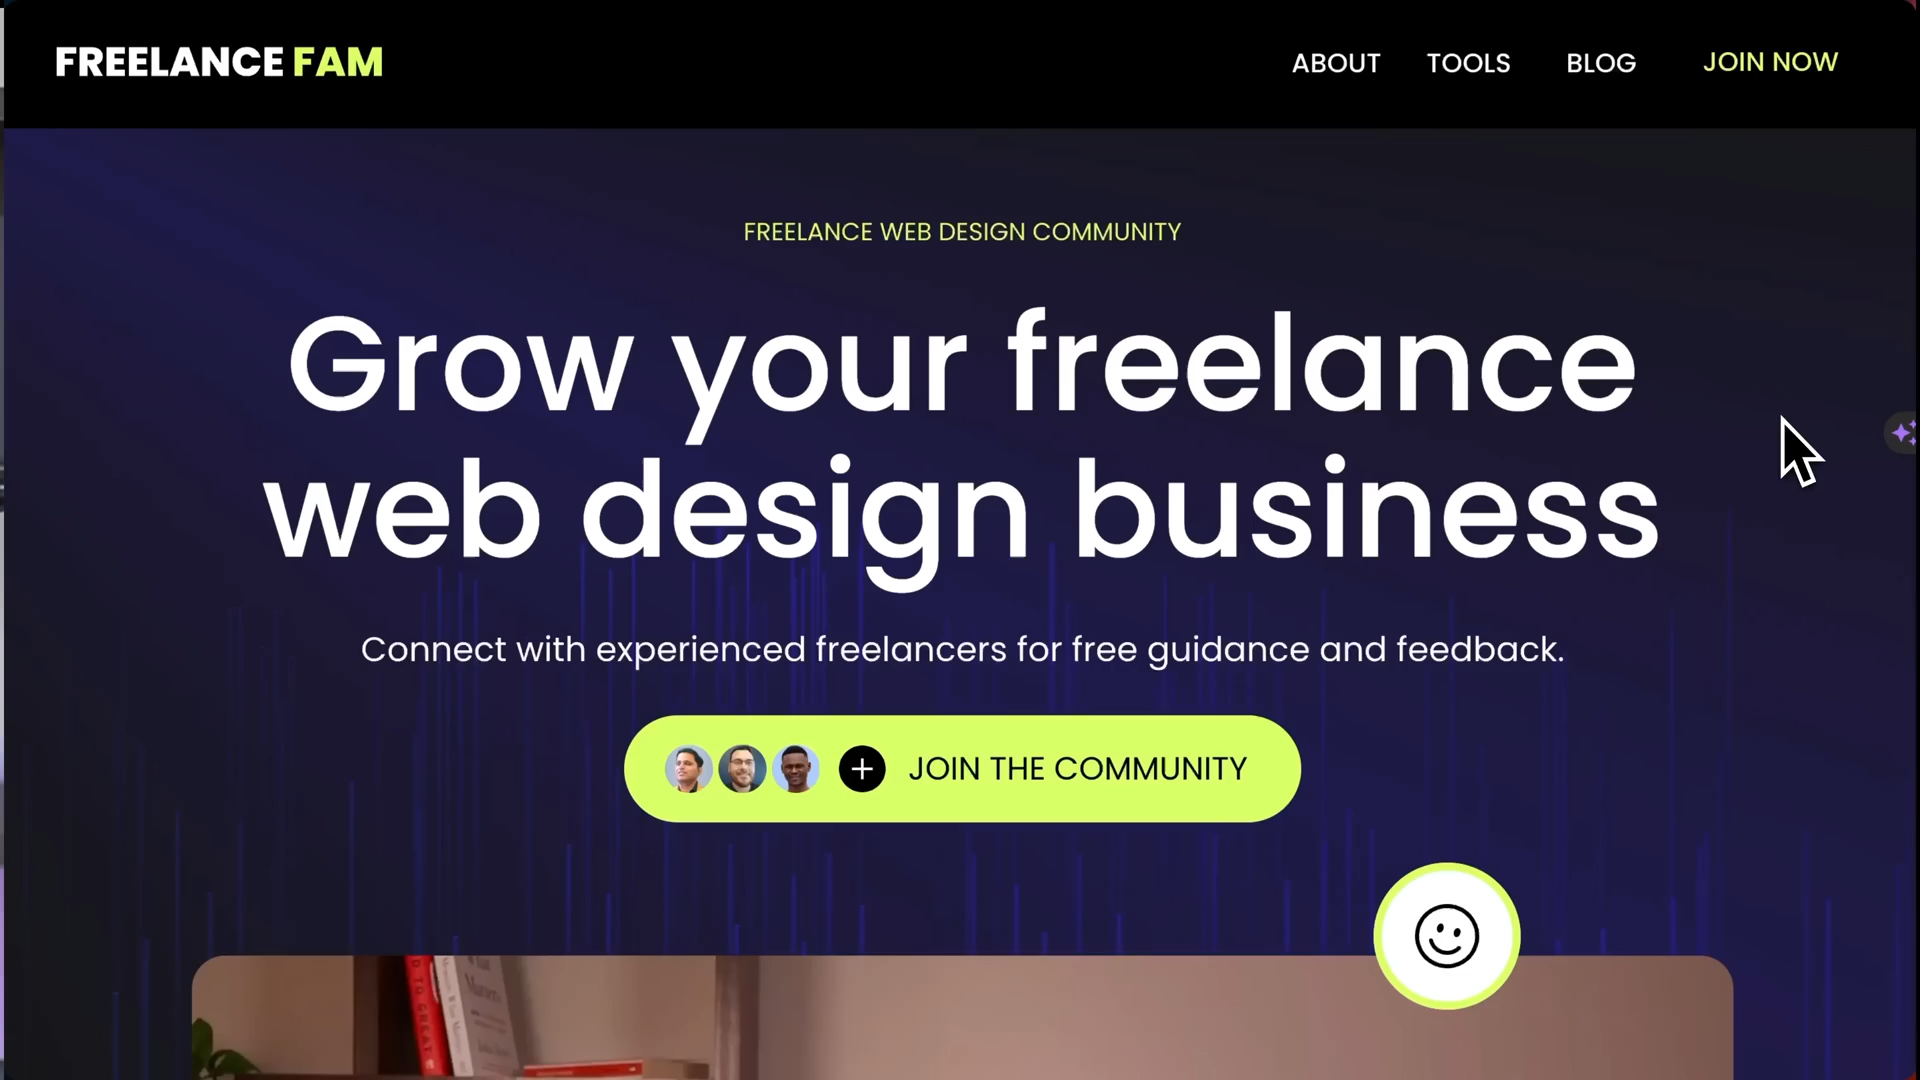 FREELANCE FAM
ABOUT TOOLS BLOG JOIN NOW
FREELANCE WEB DESIGN COMMUNITY
Grow your freelance
web design business
Connect with experienced freelancers for free guidance and feedback.
JOIN THE COMMUNITY